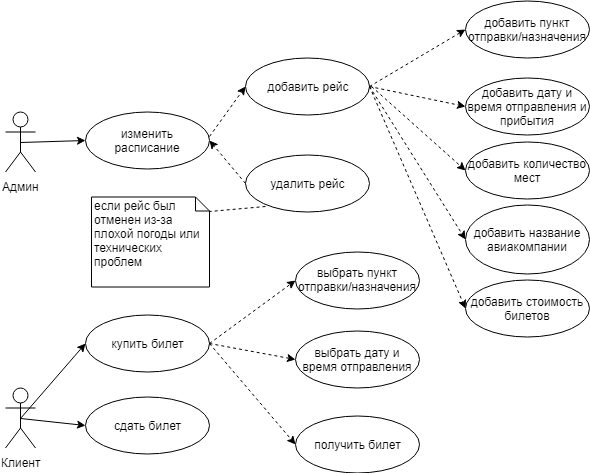 добавить пункт
отправки/назначения
добавить рейс
добавить дату и
время отправления и
прибытия
изменить
расписание
Админ
добавить количество
мест
удалить рейс
если рейс был
отменен из-за
плохой погоды или
технических
проблем
добавить название
авиакомпании
выбрать пункт
отправки/назначения
добавить стоимость
билетов
купить билет
выбрать дату и
время отправления
сдать билет
получить билет
Клиент